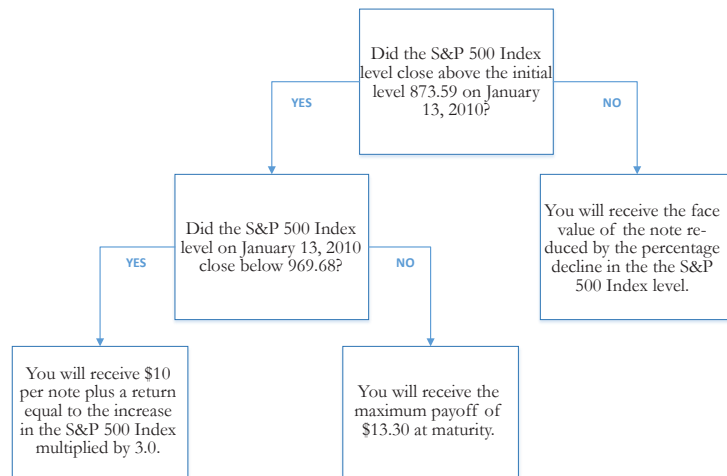 Did the S&P 500 Index
level close above the initial
level 873.59 on January
13, 2010?
YES
NO
Did the S&P 500 Index
level on January 13, 2010
close below 969.68?
You will receive the face
value of the note re-
duced by the percentage
decline in the the S&P
500 Index level.
YES
NO
You will receive $10
per note plus a return
equal to the increase
in the S&P 500 Index
multiplied by 3.0.
You will receive the
maximum payoff of
$13.30 at maturity.